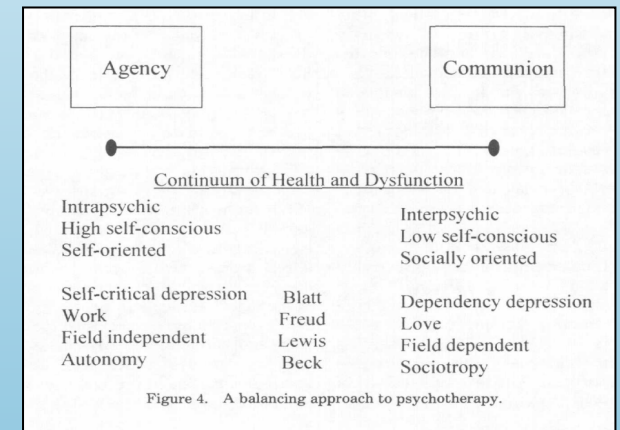 Agency Communion
Continuum of Health and Dysfunction
Intrapsychic Interpsychic
High self-conscious Low self-conscious
Self-oriented Socially oriented
Self-critical depression Blatt Dependency depression
Work Freud Love
Field independent Lewis Field dependent
Autonomy Beck Sociotropy
Figure 4. A balancing approach to psychotherapy.